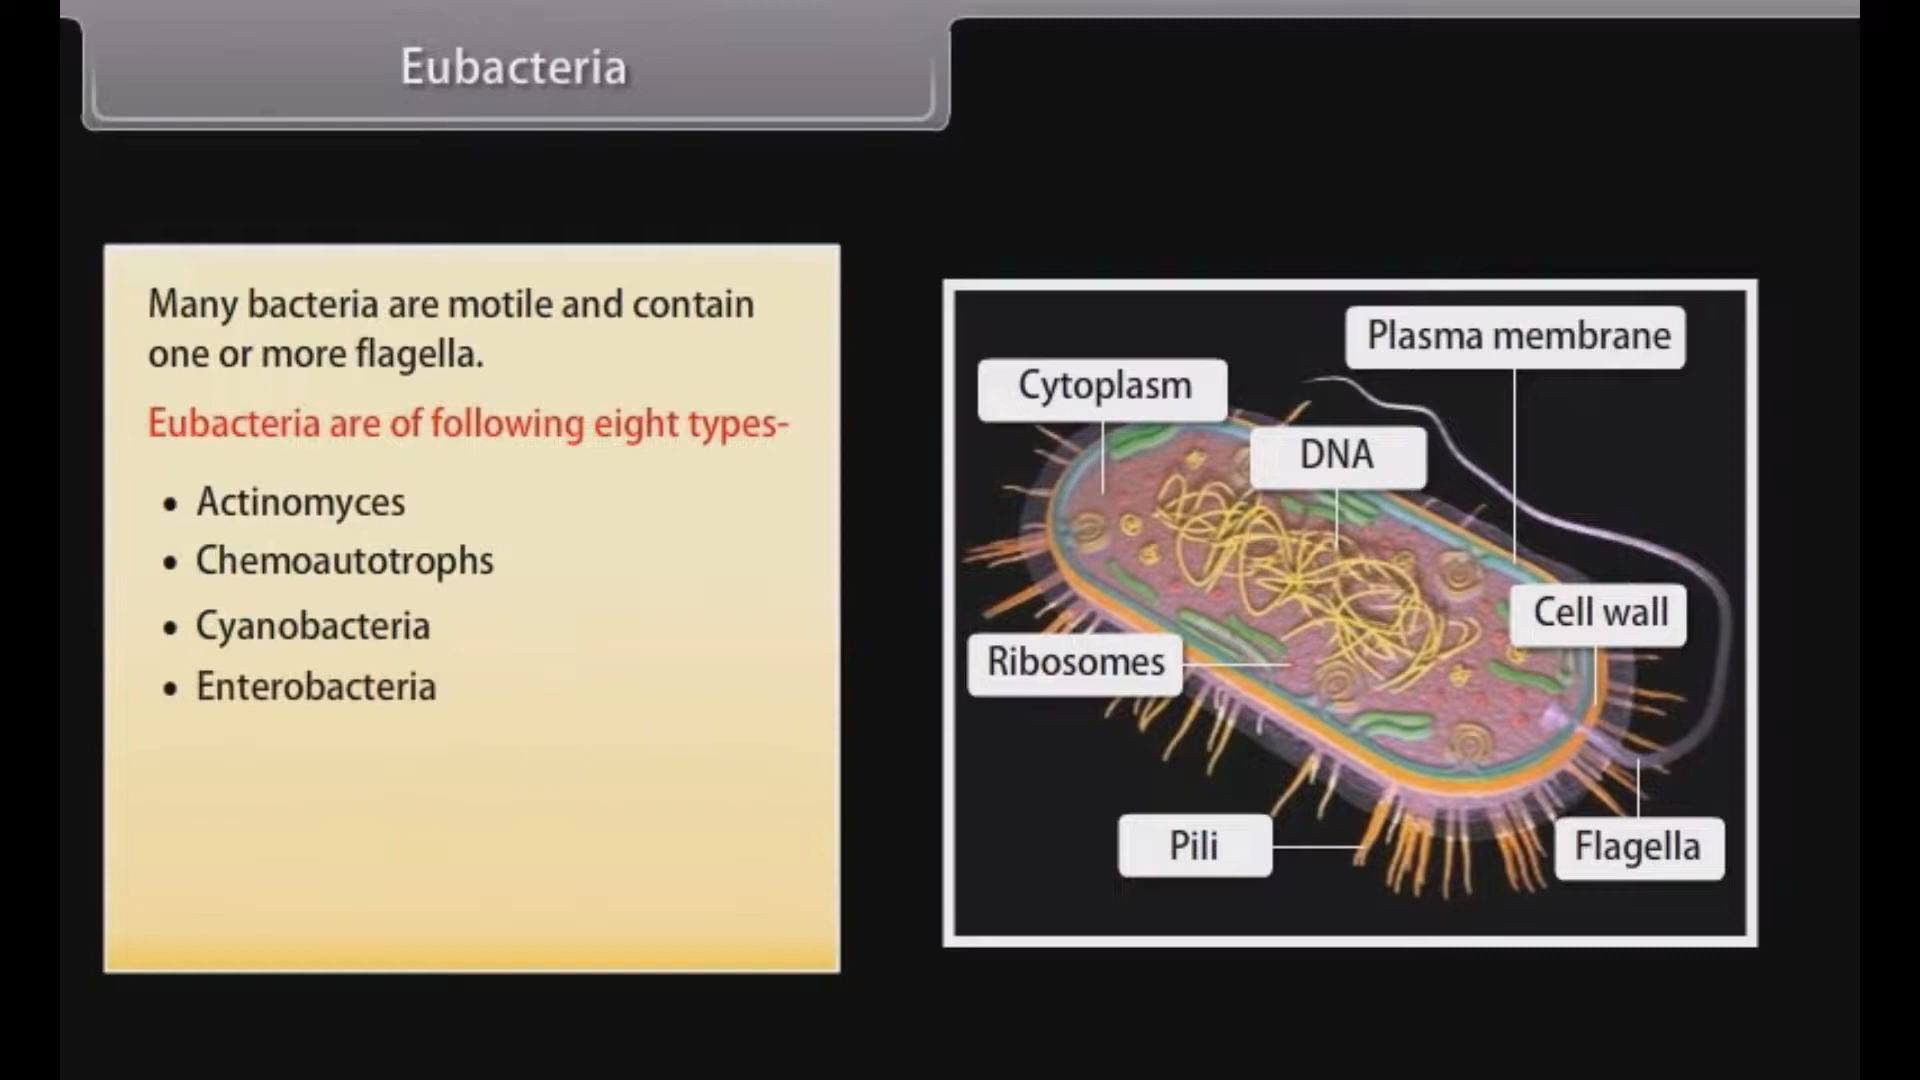 Eubacteria
Many bacteria are motile and contain
one or more flagella.
Eubacteria are of following eight types-
• Actinomyces
• Chemoautotrophs
• Cyanobacteria
• Enterobacteria
Plasma membrane
Cytoplasm
DNA
Cell wall
Ribosomes
Pili
Flagella